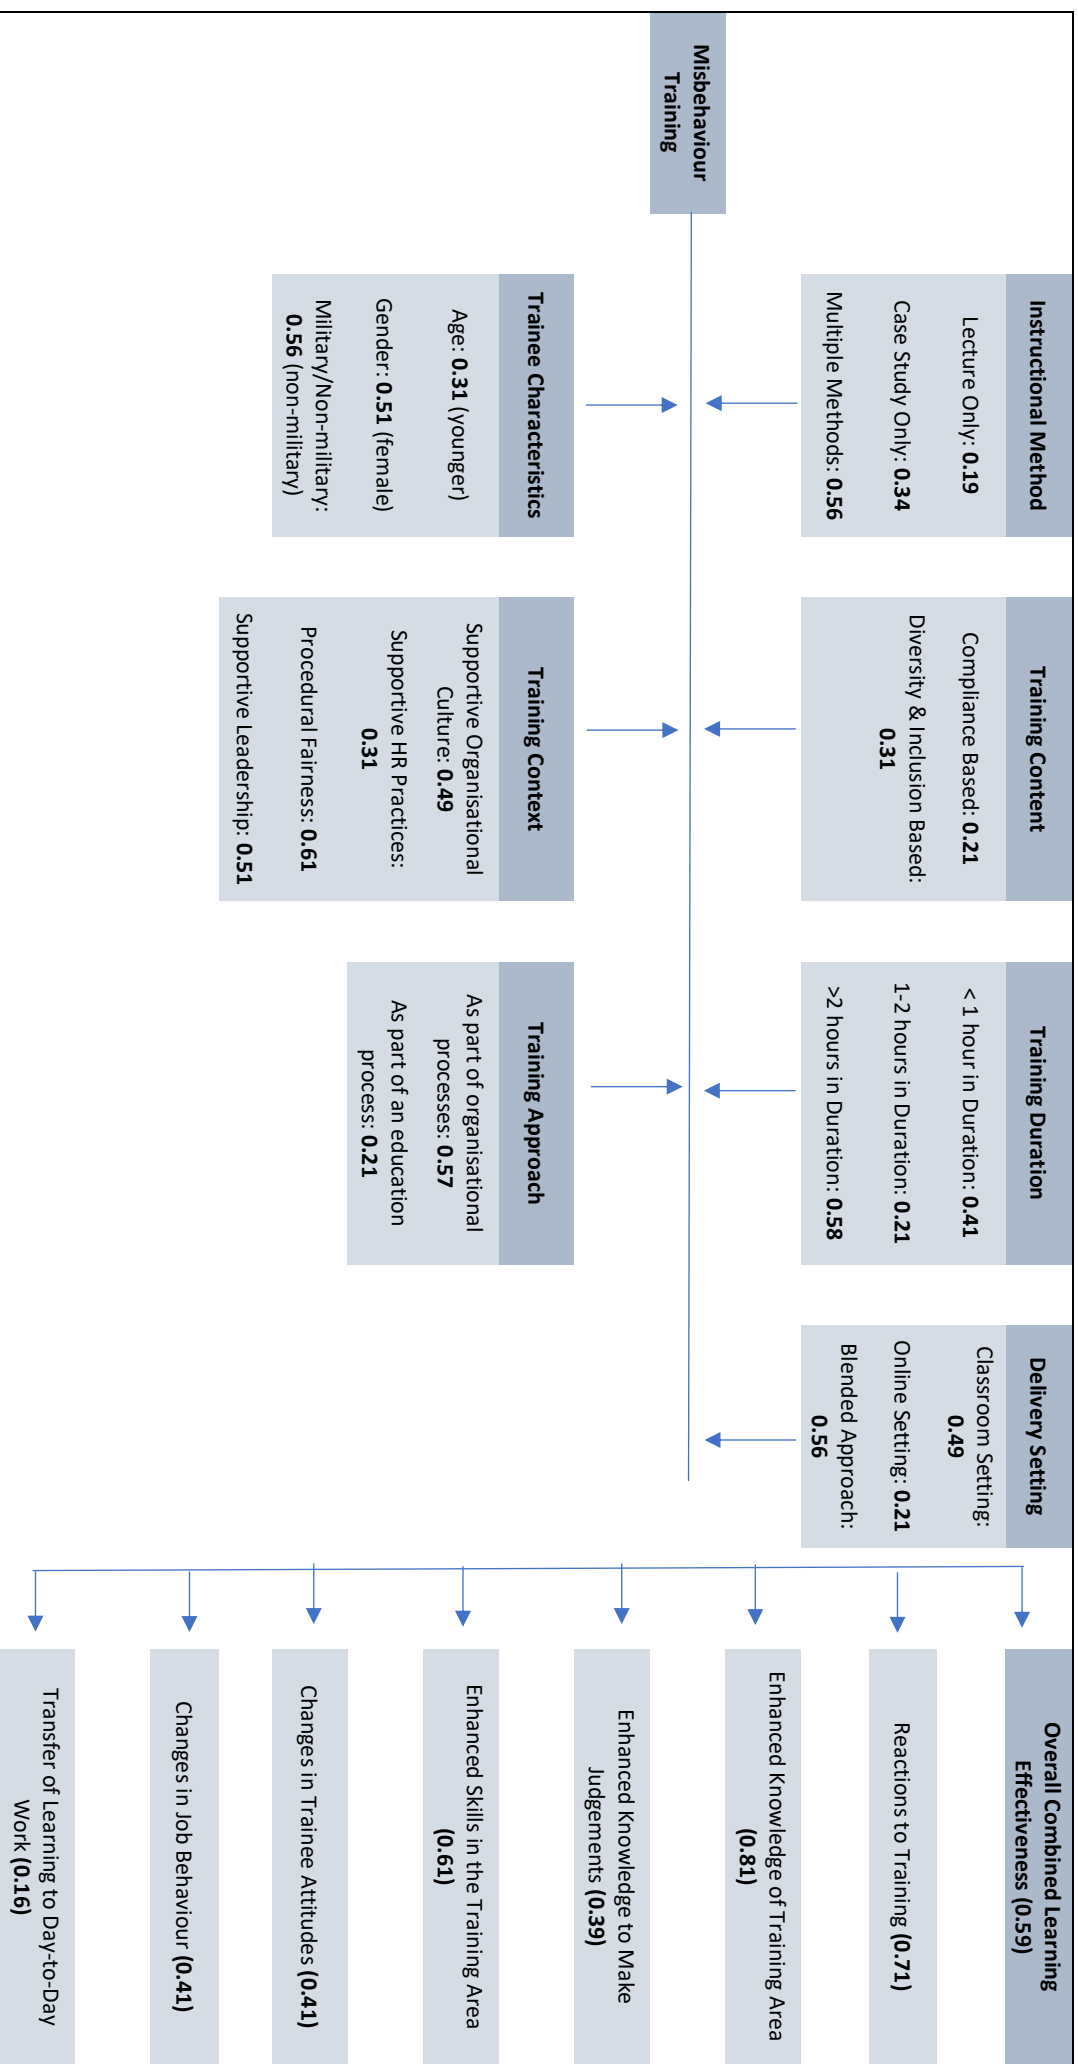 Misbehaviour
Training
Instructional Method
Lecture Only: 0.19
Case Study Only: 0.34
Multiple Methods: 0.56
Training Content
Compliance Based: 0.21
Diversity & Inclusion Based:
0.31
Training Duration
< 1 hour in Duration: 0.41
1-2 hours in Duration: 0.21
>2 hours in Duration: 0.58
Delivery Setting
Classroom Setting:
0.49
Online Setting: 0.21
Blended Approach:
0.56
Trainee Characteristics
Age: 0.31 (younger)
Gender: 0.51 (female)
Military/Non-military:
0.56 (non-military)
Training Context
Supportive Organisational
Culture: 0.49
Supportive HR Practices:
0.31
Procedural Fairness: 0.61
Supportive Leadership: 0.51
Training Approach
As part of organisational
processes: 0.57
As part of an education
process: 0.21
Overall Combined Learning
Effectiveness (0.59)
Reactions to Training (0.71)
Enhanced Knowledge of Training Area
(0.81)
Enhanced Knowledge to Make
Judgements (0.39)
Enhanced Skills in the Training Area
(0.61)
Changes in Trainee Attitudes (0.41)
Changes in Job Behaviour (0.41)
Transfer of Learning to Day-to-Day
Work (0.16)